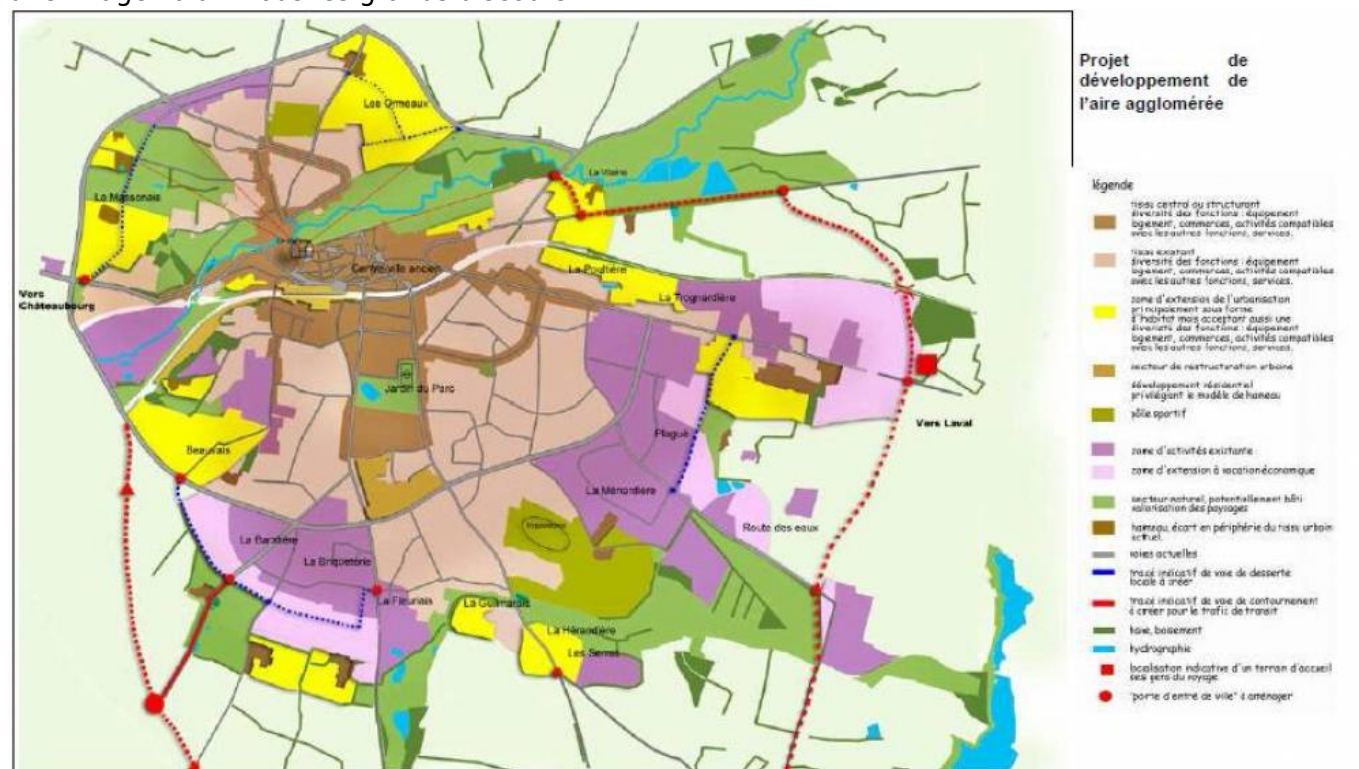 Projet de
développement de
l'aire agglomérée
légende
tissu central ou structurant
diversité des fonctions : équipement
logement, commerces, activités compatibles
avec les autres fonctions, services.
tissu existant
diversité des fonctions : équipement
logement, commerces, activités compatibles
avec les autres fonctions, services.
zone d'extension de l'urbanisation
principalement sous forme
d'habitat mais acceptant aussi une
diversité des fonctions : équipement
logement, commerces, activités compatibles
avec les autres fonctions, services.
secteur de restructuration urbaine
développement résidentiel
privilégiant le modèle de hameau
pôle sportif
zone d'activités existante
zone d'extension à vocation économique
secteur naturel, potentiellement bâti
valorisation des paysages
hameau, écart en périphérie du tissu urbain
actuel.
voies actuelles
tracé indicatif de voie de desserte
locale à créer
tracé indicatif de voie de contournement
à créer pour le trafic de transit
haie, boisement
hydrographie
localisation indicative d'un terrain d'accueil
des gens du voyage
"porte d'entrée de ville" à aménager
Les Ormeaux
La Vilaine
La Massonais
Centre ville ancien
La Poultière
La Trognardière
Vers
Châteaubourg
Jardin du Parc
Vers Laval
Beauvais
Plagué
La Ménardière
Route des eaux
La Baratière
La Briqueterie
La Fleuriais
La Guilmarais
La Hérandière
Les Serres